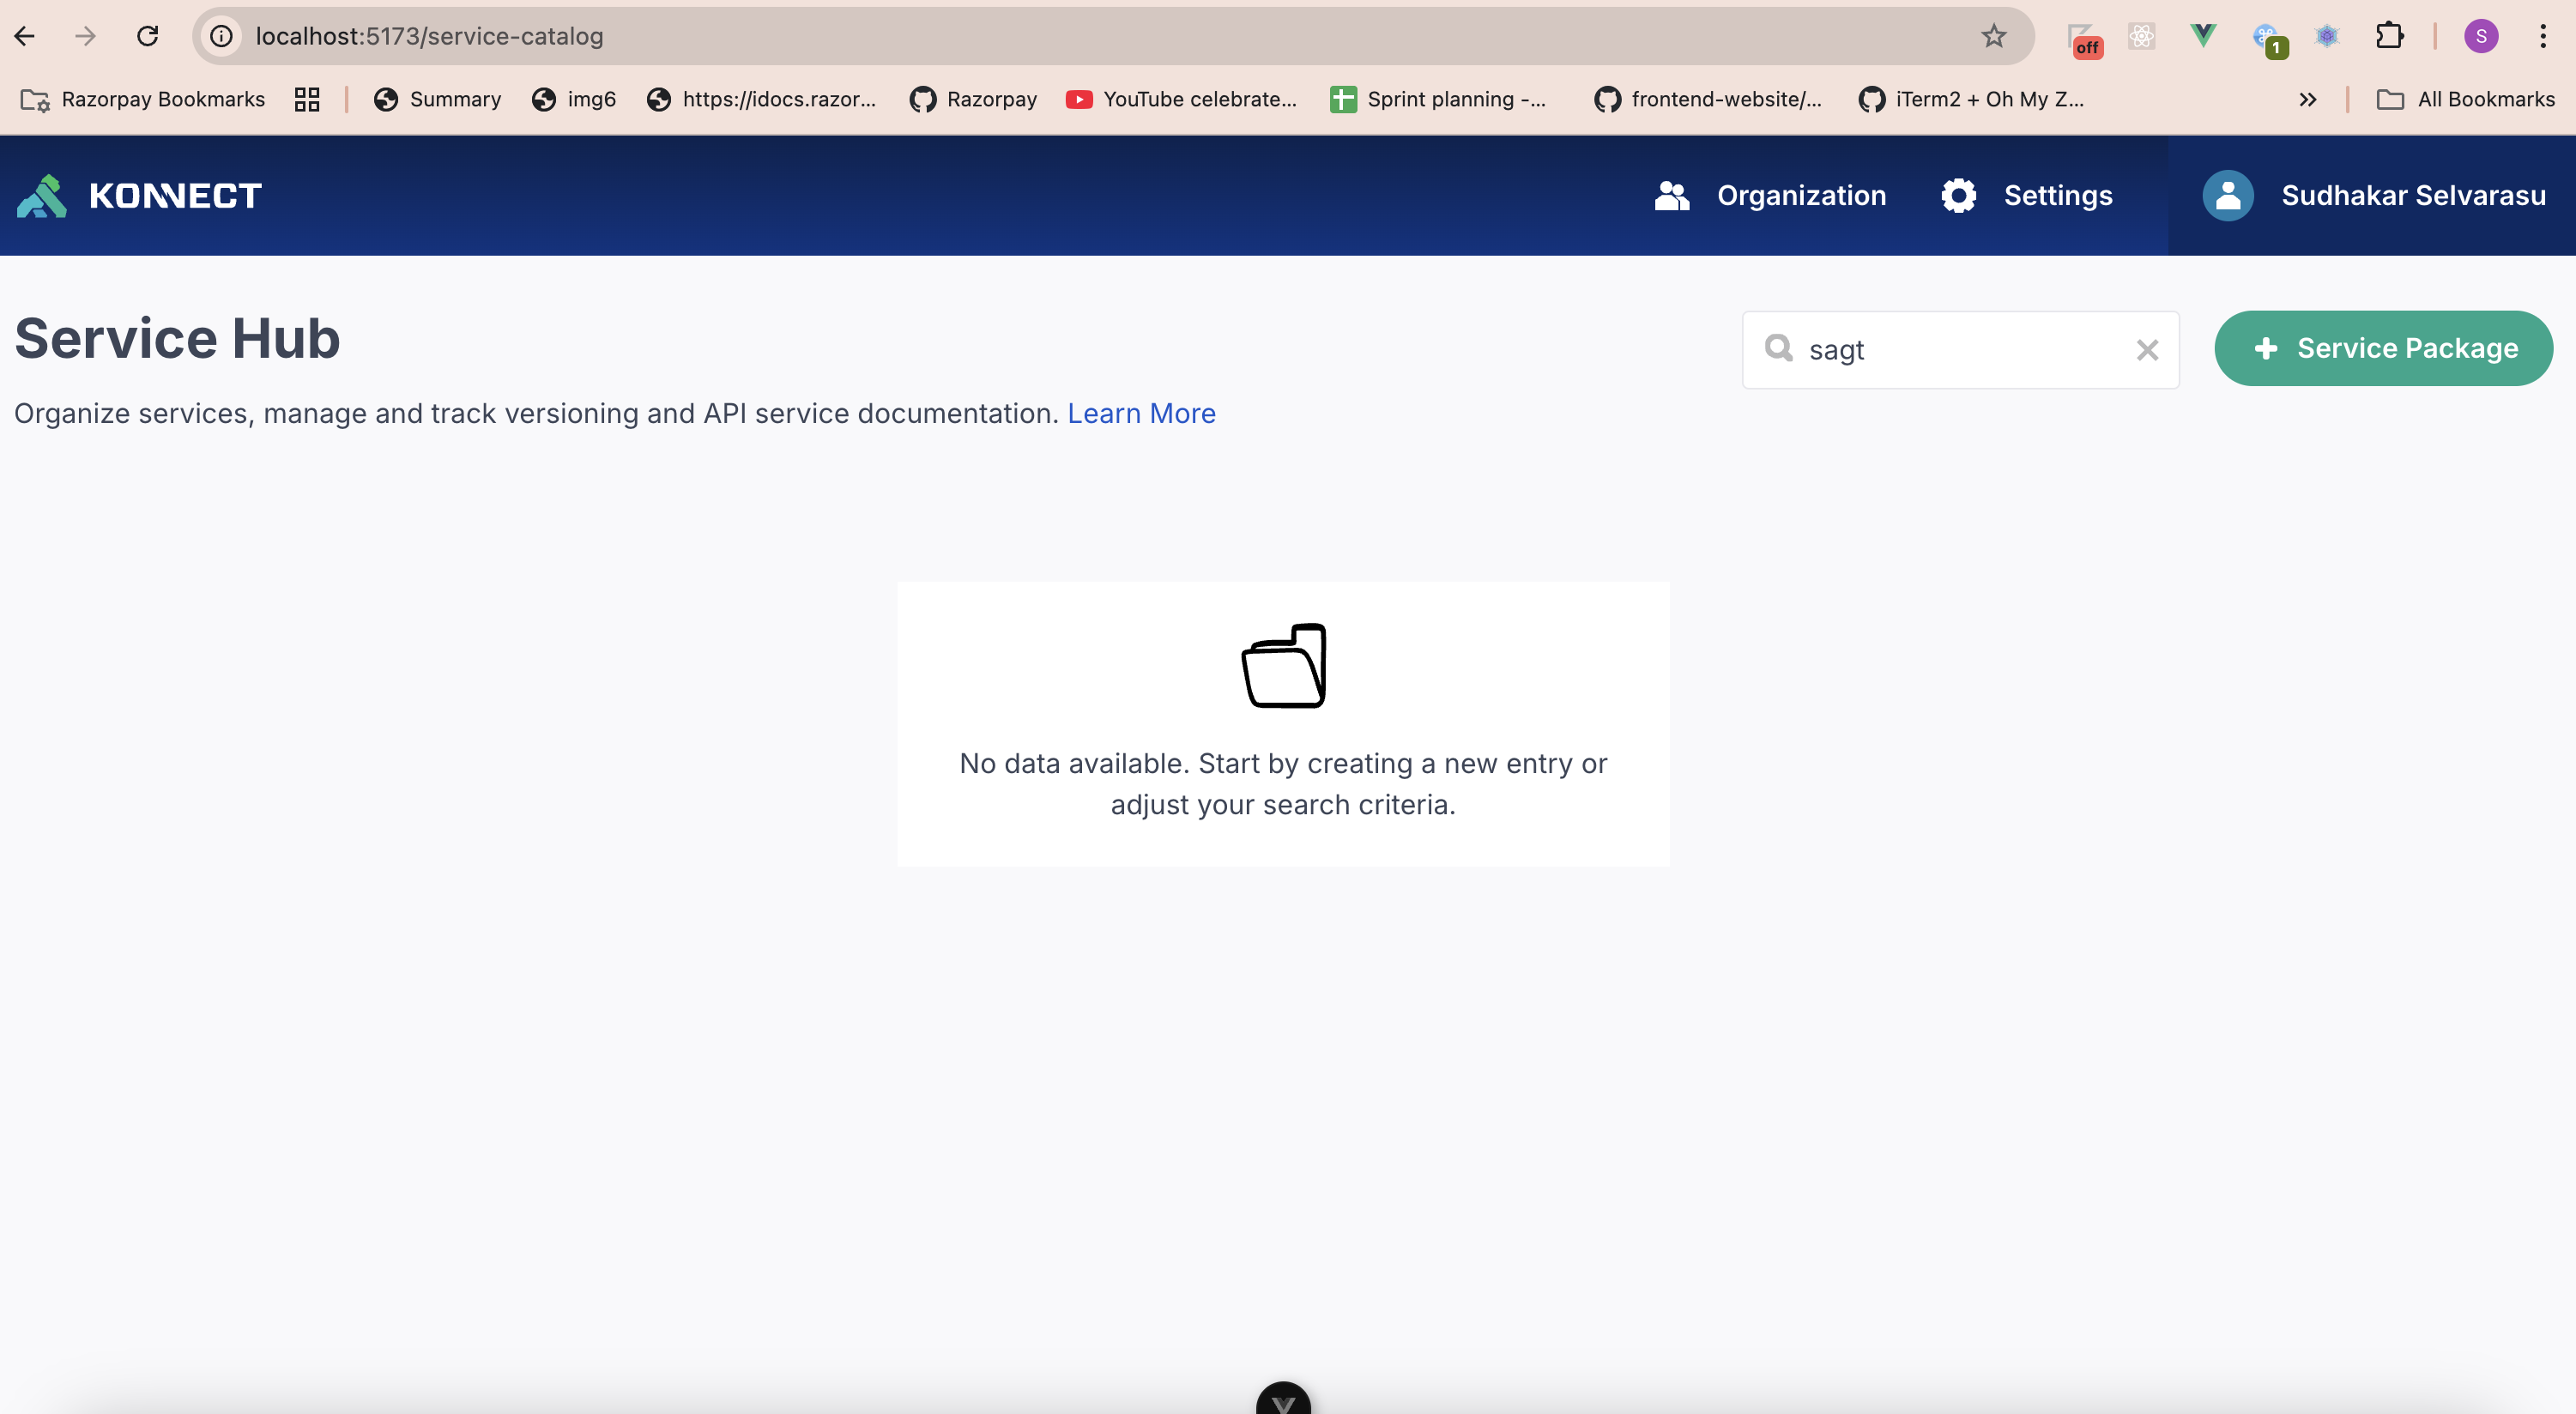 localhost:5173/service-catalog
off
1
S
Razorpay Bookmarks
Summary
img6
https://idocs.razor...
Razorpay
YouTube celebrate...
Sprint planning -...
frontend-website/...
iTerm2 + Oh My Z...
All Bookmarks
KONNECT
Organization
Settings
Sudhakar Selvarasu
Service Hub
sagt
Service Package
Organize services, manage and track versioning and API service documentation. Learn More
No data available. Start by creating a new entry or
adjust your search criteria.